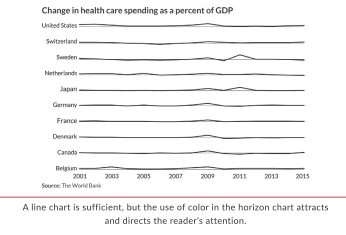 Change in health care spending as a percent of GDP
United States
Switzerland
Sweden
Netherlands
Japan
Germany
France
Denmark
Canada
Belgium
2001 2003 2005 2007 2009 2011 2013 2015
Source: The World Bank
A line chart is sufficient, but the use of color in the horizon chart attracts
and directs the reader's attention.